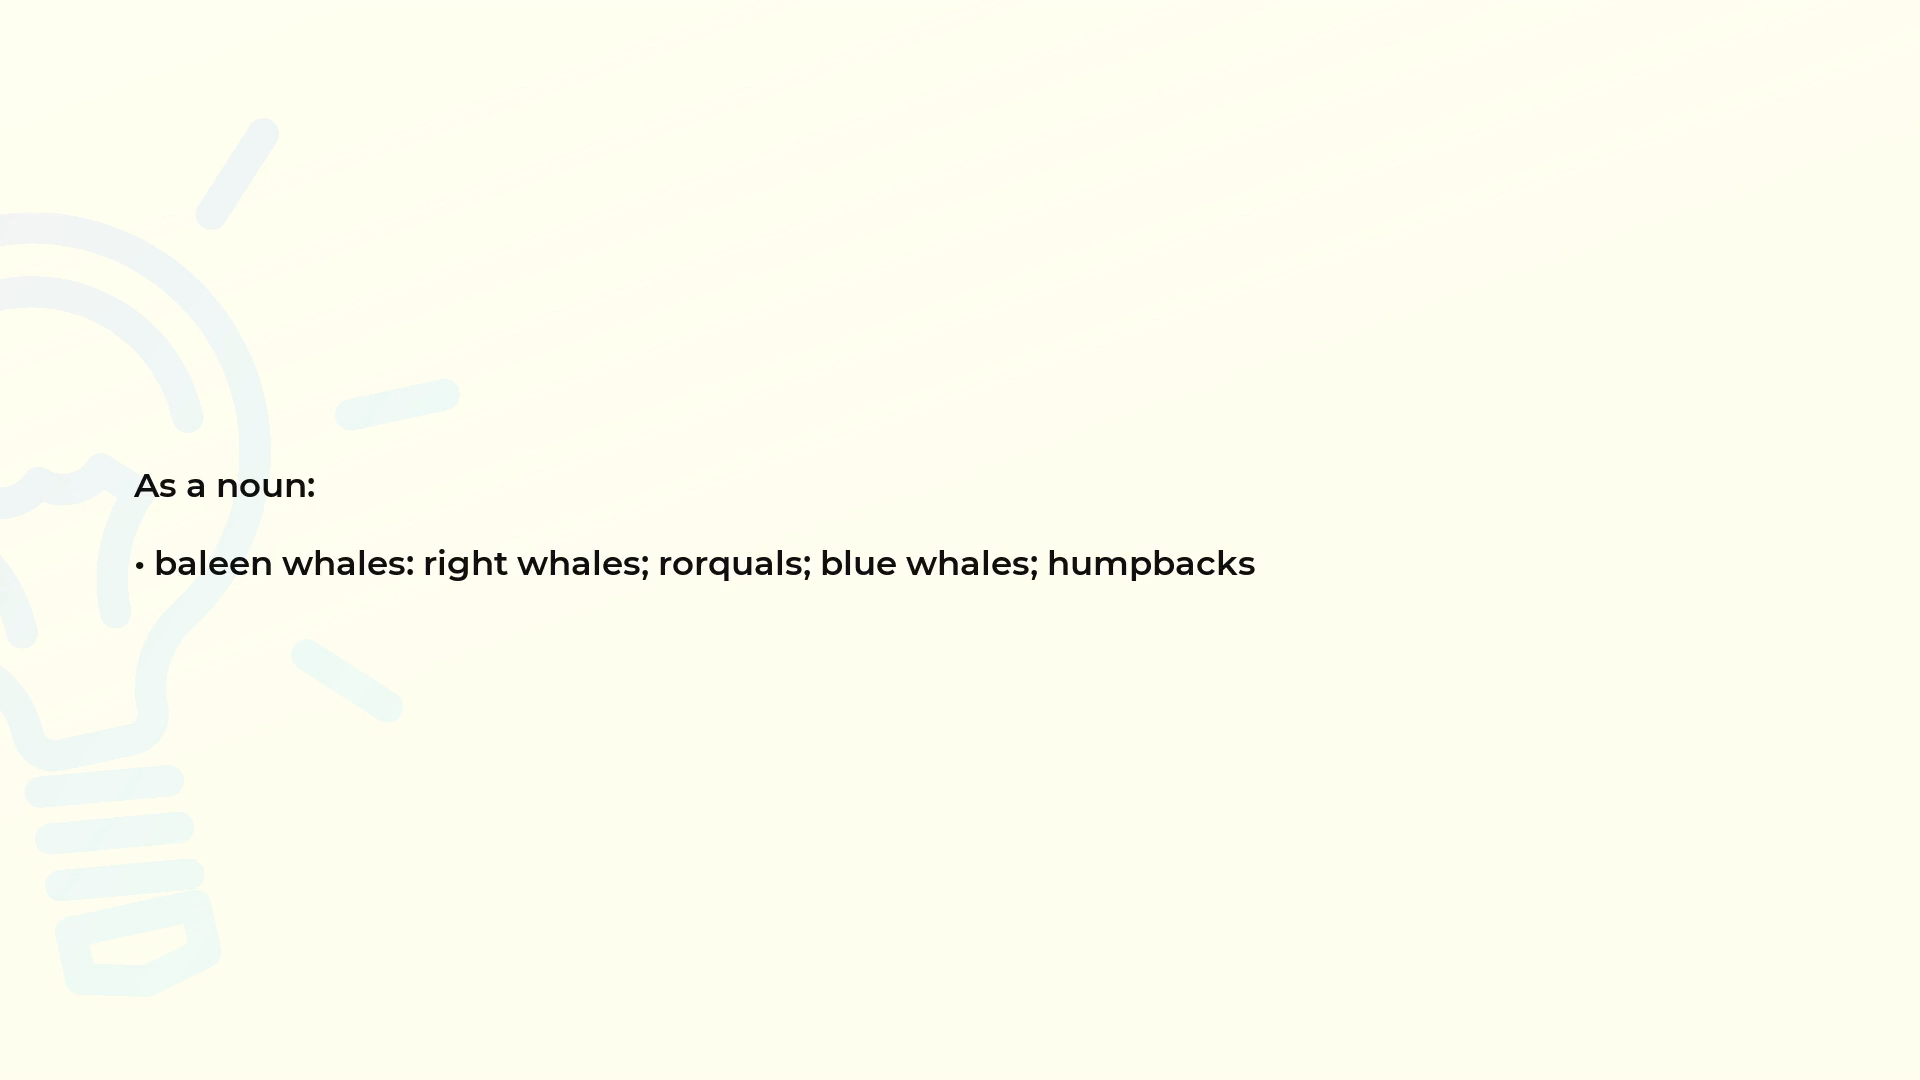 As a noun:
• baleen whales: right whales; rorquals; blue whales; humpbacks